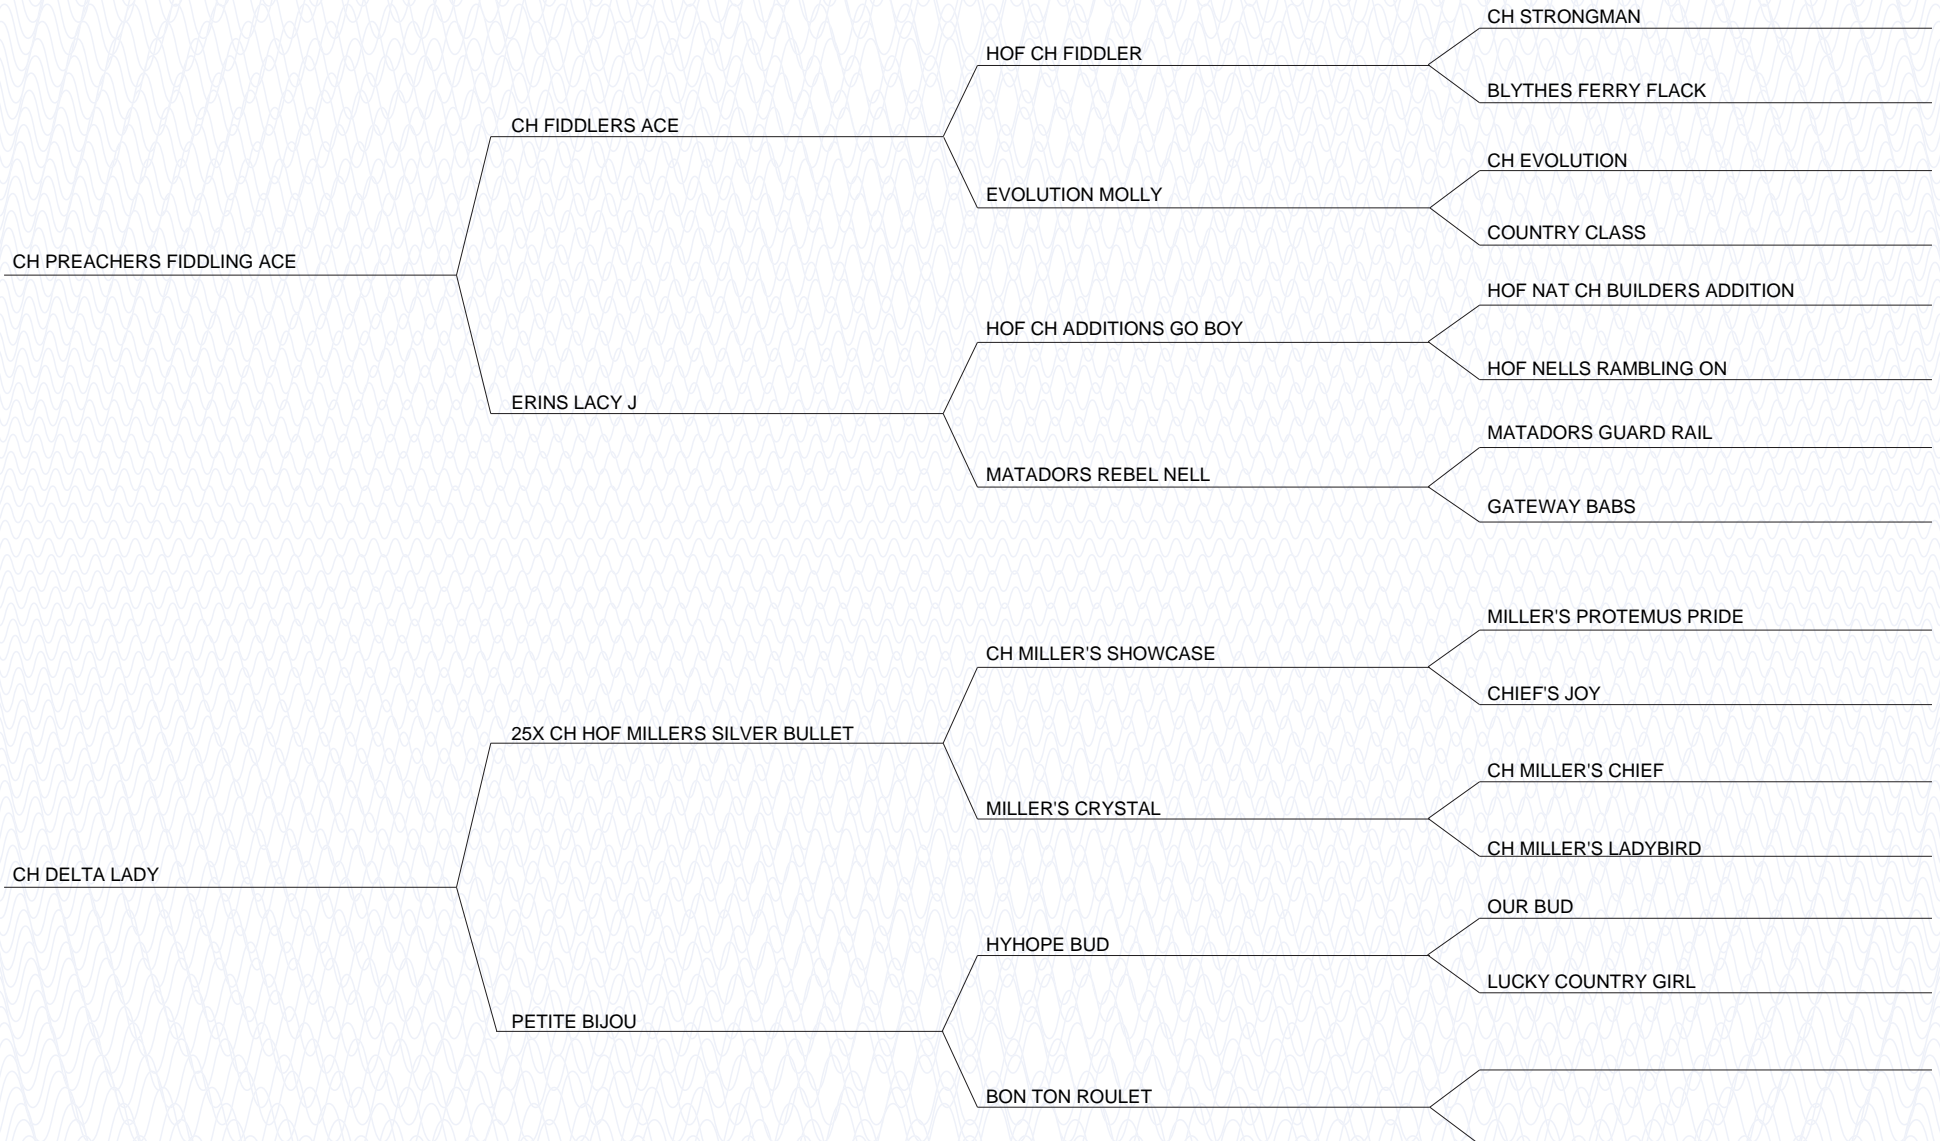 CH STRONGMAN
HOF CH FIDDLER
BLYTHES FERRY FLACK
CH FIDDLERS ACE
CH EVOLUTION
EVOLUTION MOLLY
COUNTRY CLASS
CH PREACHERS FIDDLING ACE
HOF NAT CH BUILDERS ADDITION
HOF CH ADDITIONS GO BOY
HOF NELLS RAMBLING ON
ERINS LACY J
MATADORS GUARD RAIL
MATADORS REBEL NELL
GATEWAY BABS
MILLER'S PROTEMUS PRIDE
CH MILLER'S SHOWCASE
CHIEF'S JOY
25X CH HOF MILLERS SILVER BULLET
CH MILLER'S CHIEF
MILLER'S CRYSTAL
CH MILLER'S LADYBIRD
CH DELTA LADY
OUR BUD
HYHOPE BUD
LUCKY COUNTRY GIRL
PETITE BIJOU
BON TON ROULET